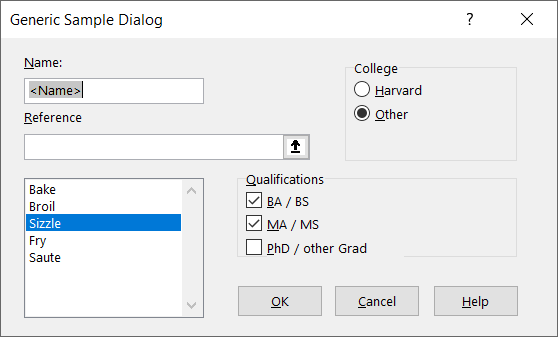 Generic Sample Dialog ?
Name:
<Name>
Reference
College
Harvard
Other
Bake
Broil
Sizzle
Fry
Saute
Qualifications
BA / BS
MA / MS
PhD / other Grad
OK Cancel Help